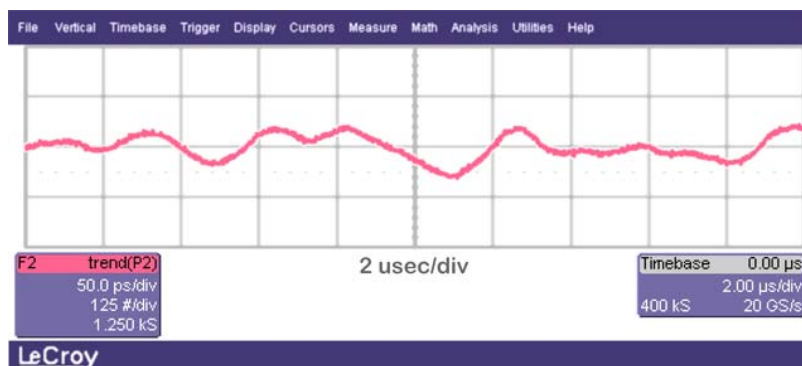 File Vertical Timebase Trigger Display Cursors Measure Math Analysis Utilities Help
F2 trend(P2)
50.0 ps/div
125 #/div
1.250 kS
2 usec/div
Timebase 0.00 µs
2.00 µs/div
400 kS 20 GS/s
LeCroy